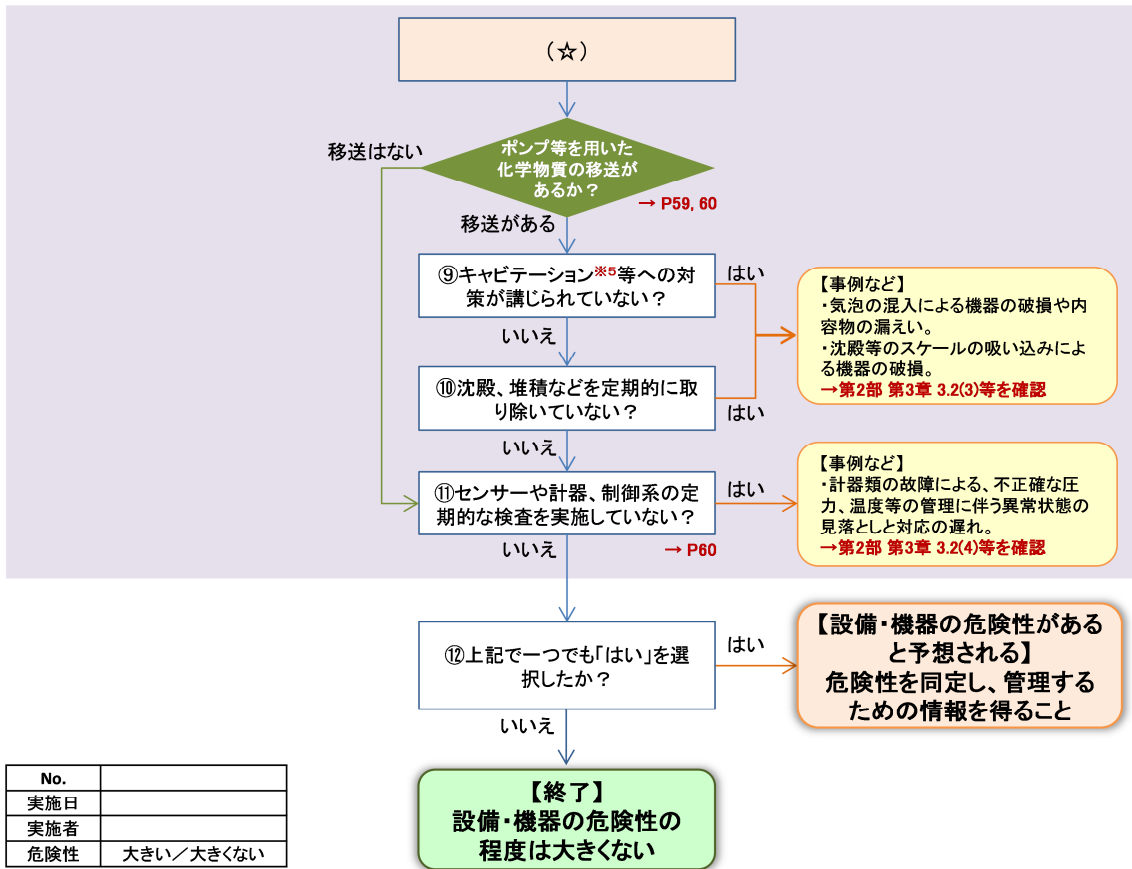 (☆)
ポンプ等を用いた
化学物質の移送が
あるか？
移送はない
→ P59, 60
移送がある
⑨キャビテーション※5等への対
策が講じられていない？
はい
いいえ
【事例など】
・気泡の混入による機器の破損や内
容物の漏えい。
・沈殿等のスケールの吸い込みによ
る機器の破損。
→第2部 第3章 3.2(3)等を確認
⑩沈殿、堆積などを定期的に取
り除いていない？
はい
いいえ
⑪センサーや計器、制御系の定
期的な検査を実施していない？
はい
いいえ
→ P60
【事例など】
・計器類の故障による、不正確な圧
力、温度等の管理に伴う異常状態の
見落としと対応の遅れ。
→第2部 第3章 3.2(4)等を確認
⑫上記で一つでも「はい」を選
択したか？
はい
いいえ
【設備・機器の危険性がある
と予想される】
危険性を同定し、管理する
ための情報を得ること
【終了】
設備・機器の危険性の
程度は大きくない
No.
実施日
実施者
危険性 大きい／大きくない